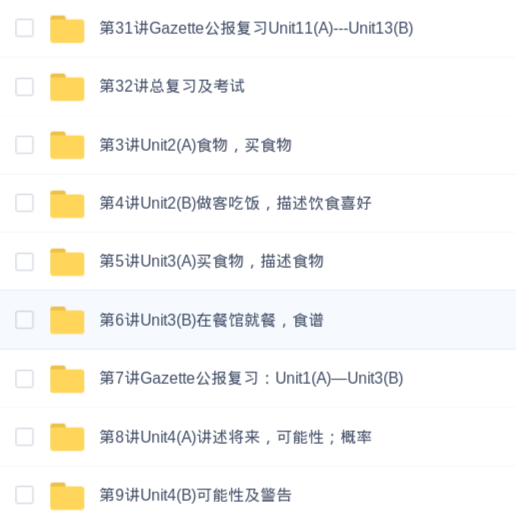 第31讲Gazette公报复习Unit11(A)---Unit13(B)
第32讲总复习及考试
第3讲Unit2(A)食物，买食物
第4讲Unit2(B)做客吃饭，描述饮食喜好
第5讲Unit3(A)买食物，描述食物
第6讲Unit3(B)在餐馆就餐，食谱
第7讲Gazette公报复习：Unit1(A)—Unit3(B)
第8讲Unit4(A)讲述将来，可能性；概率
第9讲Unit4(B)可能性及警告